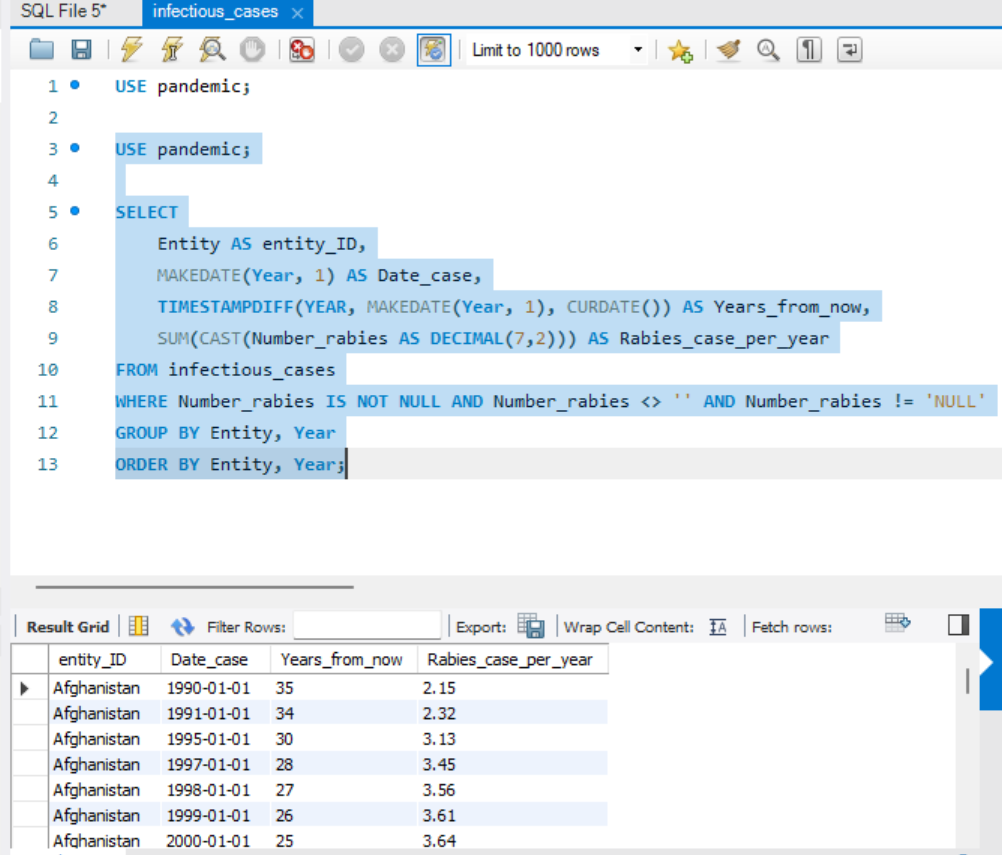 SQL File 5* infectious_cases ×
Limit to 1000 rows
1 USE pandemic;
2
3 USE pandemic;
4
5 SELECT
6 Entity AS entity_ID,
7 MAKEDATE(Year, 1) AS Date_case,
8 TIMESTAMPDIFF(YEAR, MAKEDATE(Year, 1), CURDATE()) AS Years_from_now,
9 SUM(CAST(Number_rabies AS DECIMAL(7,2))) AS Rabies_case_per_year
10 FROM infectious_cases
11 WHERE Number_rabies IS NOT NULL AND Number_rabies <> '' AND Number_rabies != 'NULL'
12 GROUP BY Entity, Year
13 ORDER BY Entity, Year;
Result Grid Filter Rows: Export: Wrap Cell Content: Fetch rows:
entity_ID Date_case Years_from_now Rabies_case_per_year
Afghanistan 1990-01-01 35 2.15
Afghanistan 1991-01-01 34 2.32
Afghanistan 1995-01-01 30 3.13
Afghanistan 1997-01-01 28 3.45
Afghanistan 1998-01-01 27 3.56
Afghanistan 1999-01-01 26 3.61
Afghanistan 2000-01-01 25 3.64